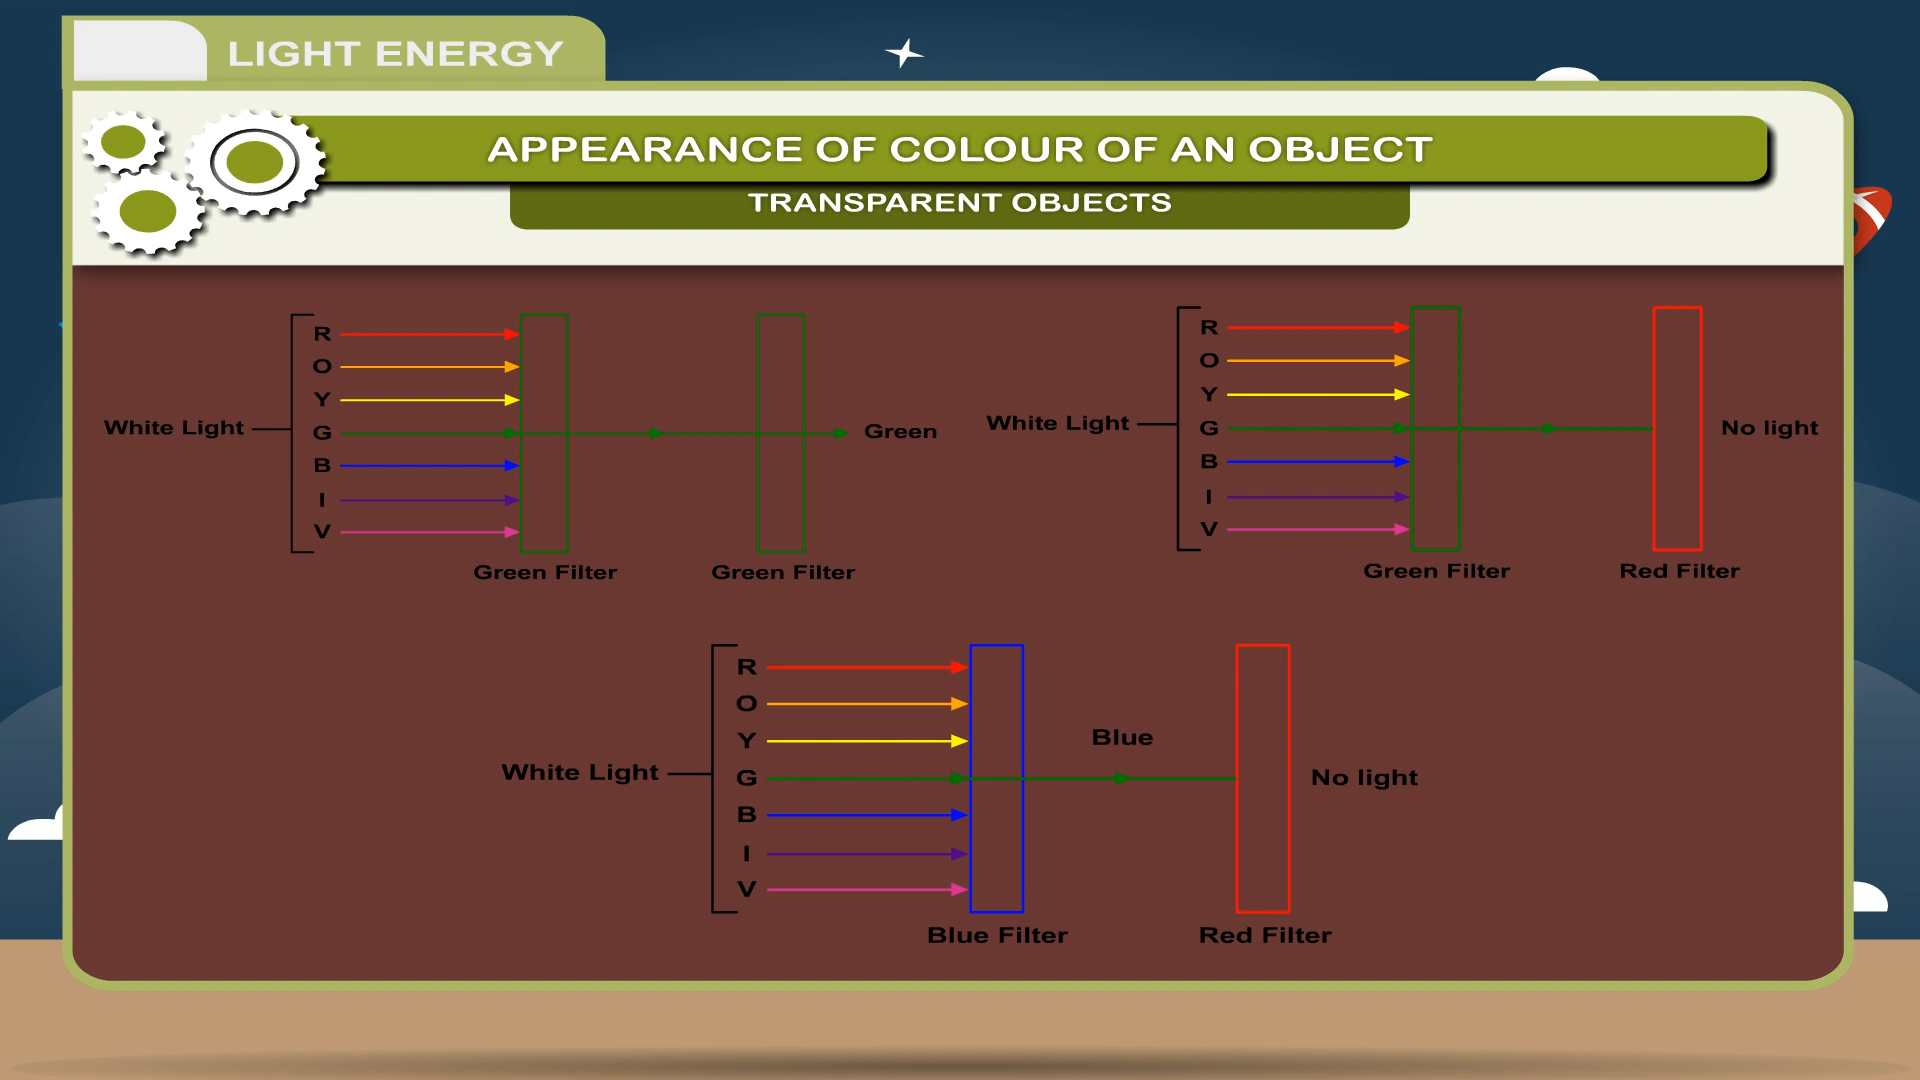 LIGHT ENERGY
APPEARANCE OF COLOUR OF AN OBJECT
TRANSPARENT OBJECTS
White Light
R
O
Y
G
B
I
V
Green
Green Filter
Green Filter
White Light
R
O
Y
G
B
I
V
No light
Green Filter
Red Filter
White Light
R
O
Y
G
B
I
V
Blue
No light
Blue Filter
Red Filter